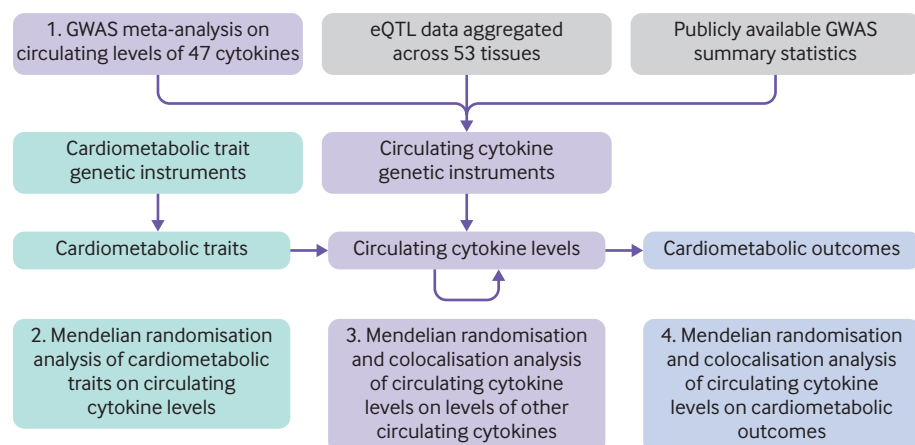 1. GWAS meta-analysis on
circulating levels of 47 cytokines
eQTL data aggregated
across 53 tissues
Publicly available GWAS
summary statistics
Cardiometabolic trait
genetic instruments
Circulating cytokine
genetic instruments
Cardiometabolic traits
Circulating cytokine levels
Cardiometabolic outcomes
2. Mendelian randomisation
analysis of cardiometabolic
traits on circulating
cytokine levels
3. Mendelian randomisation
and colocalisation analysis
of circulating cytokine
levels on levels of other
circulating cytokines
4. Mendelian randomisation
and colocalisation analysis
of circulating cytokine
levels on cardiometabolic
outcomes